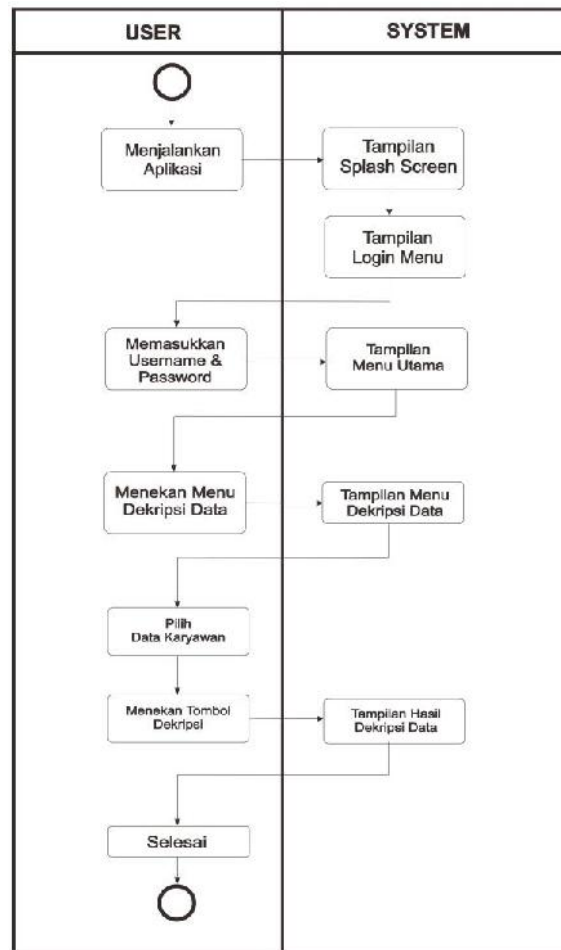 USER
SYSTEM
Menjalankan
Aplikasi
Tampilan
Splash Screen
Tampilan
Login Menu
Memasukkan
Username &
Password
Tampilan
Menu Utama
Menekan Menu
Dekripsi Data
Tampilan Menu
Dekripsi Data
Pilih
Data Karyawan
Menekan Tombol
Dekripsi
Tampilan Hasil
Dekripsi Data
Selesai